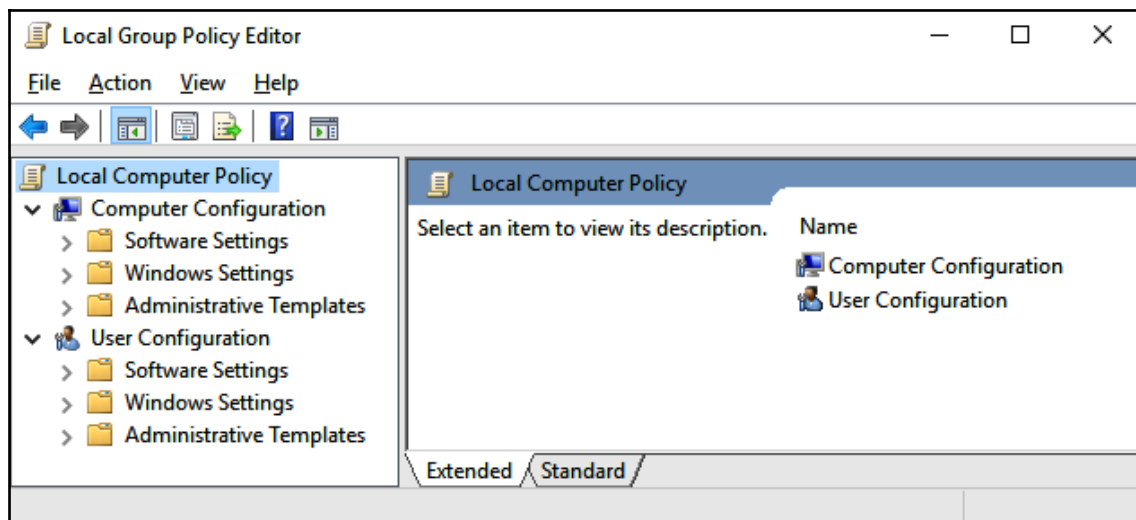 Local Group Policy Editor
File Action View Help
Local Computer Policy
Computer Configuration
Software Settings
Windows Settings
Administrative Templates
User Configuration
Software Settings
Windows Settings
Administrative Templates
Local Computer Policy
Select an item to view its description.
Name
Computer Configuration
User Configuration
Extended Standard